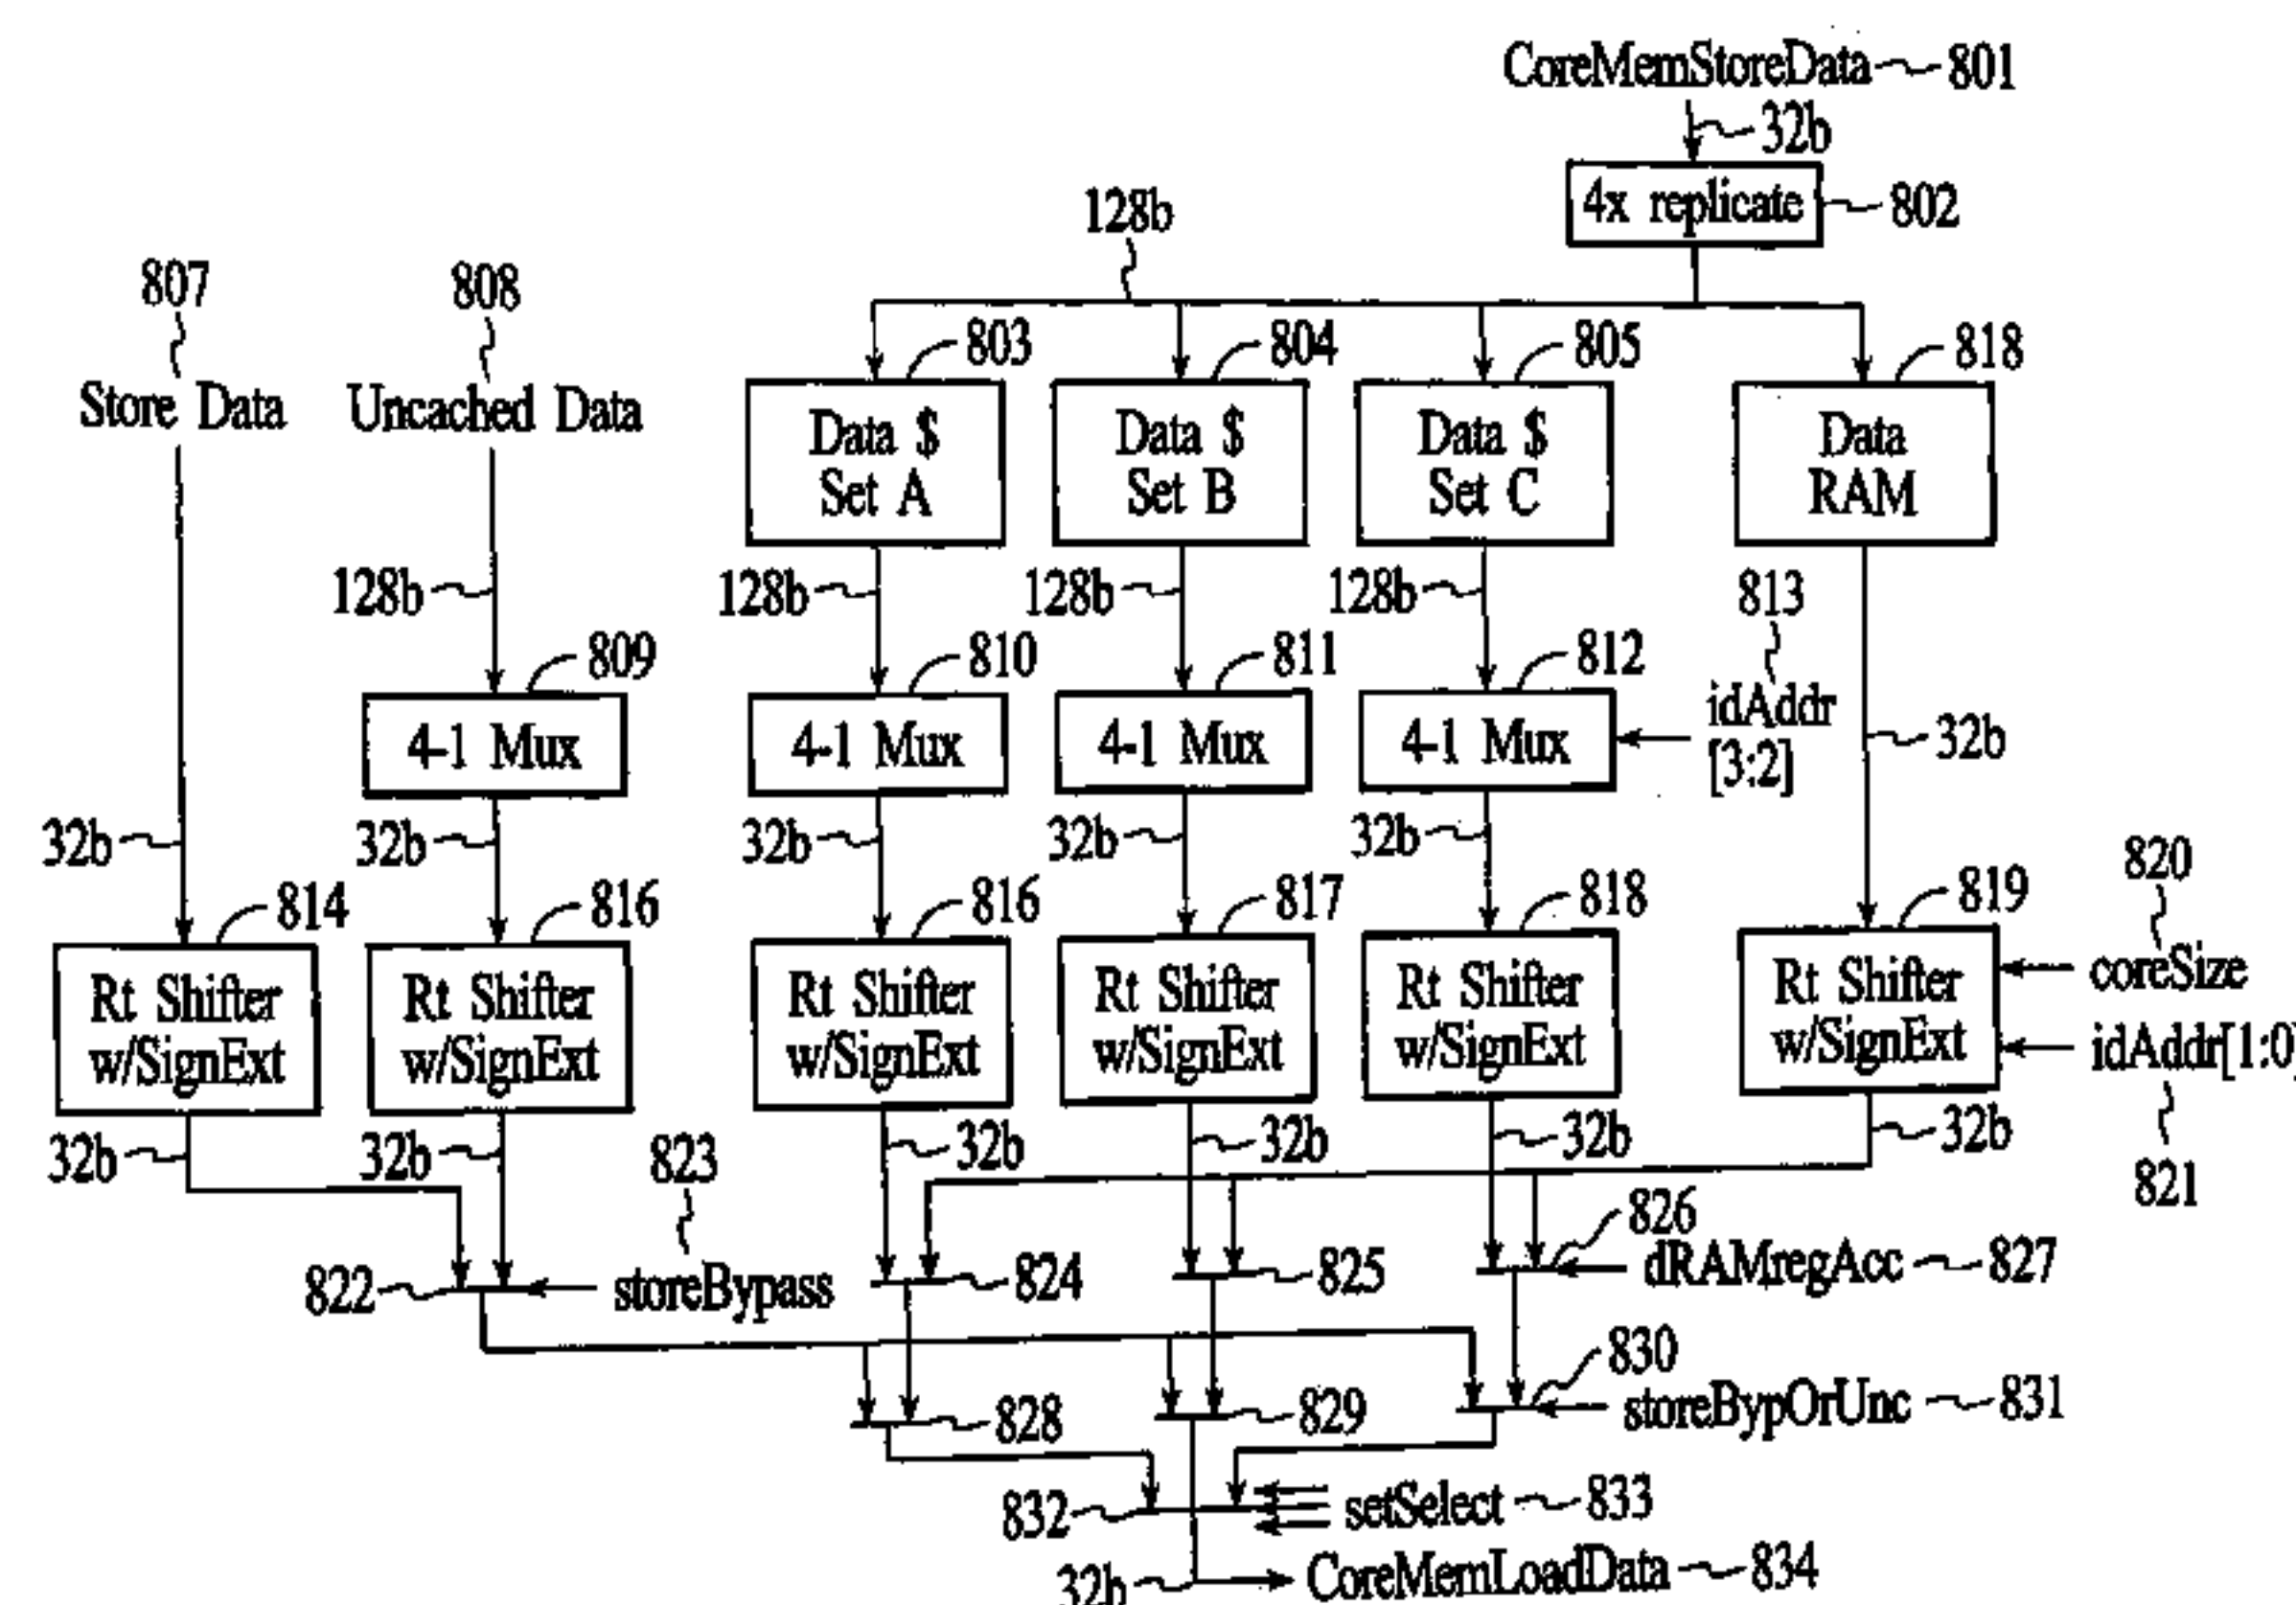 CoreMemStoreData 801
32b
4x replicate 802
128b
807
808
803
804
805
818
Store Data
Uncached Data
Data $
Set A
Data $
Set B
Data $
Set C
Data
RAM
128b
128b
128b
128b
813
809
810
811
812
idAddr
[3:2]
32b
4-1 Mux
4-1 Mux
4-1 Mux
4-1 Mux
32b
32b
32b
32b
32b
820
814
816
816
817
818
819
coreSize
Rt Shifter
w/SignExt
Rt Shifter
w/SignExt
Rt Shifter
w/SignExt
Rt Shifter
w/SignExt
Rt Shifter
w/SignExt
Rt Shifter
w/SignExt
idAddr[1:0]
32b
32b
823
32b
32b
32b
32b
821
826
822
storeBypass
824
825
dRAMregAcc 827
830
828
829
storeBypOrUnc 831
832
setSelect 833
32b
CoreMemLoadData 834